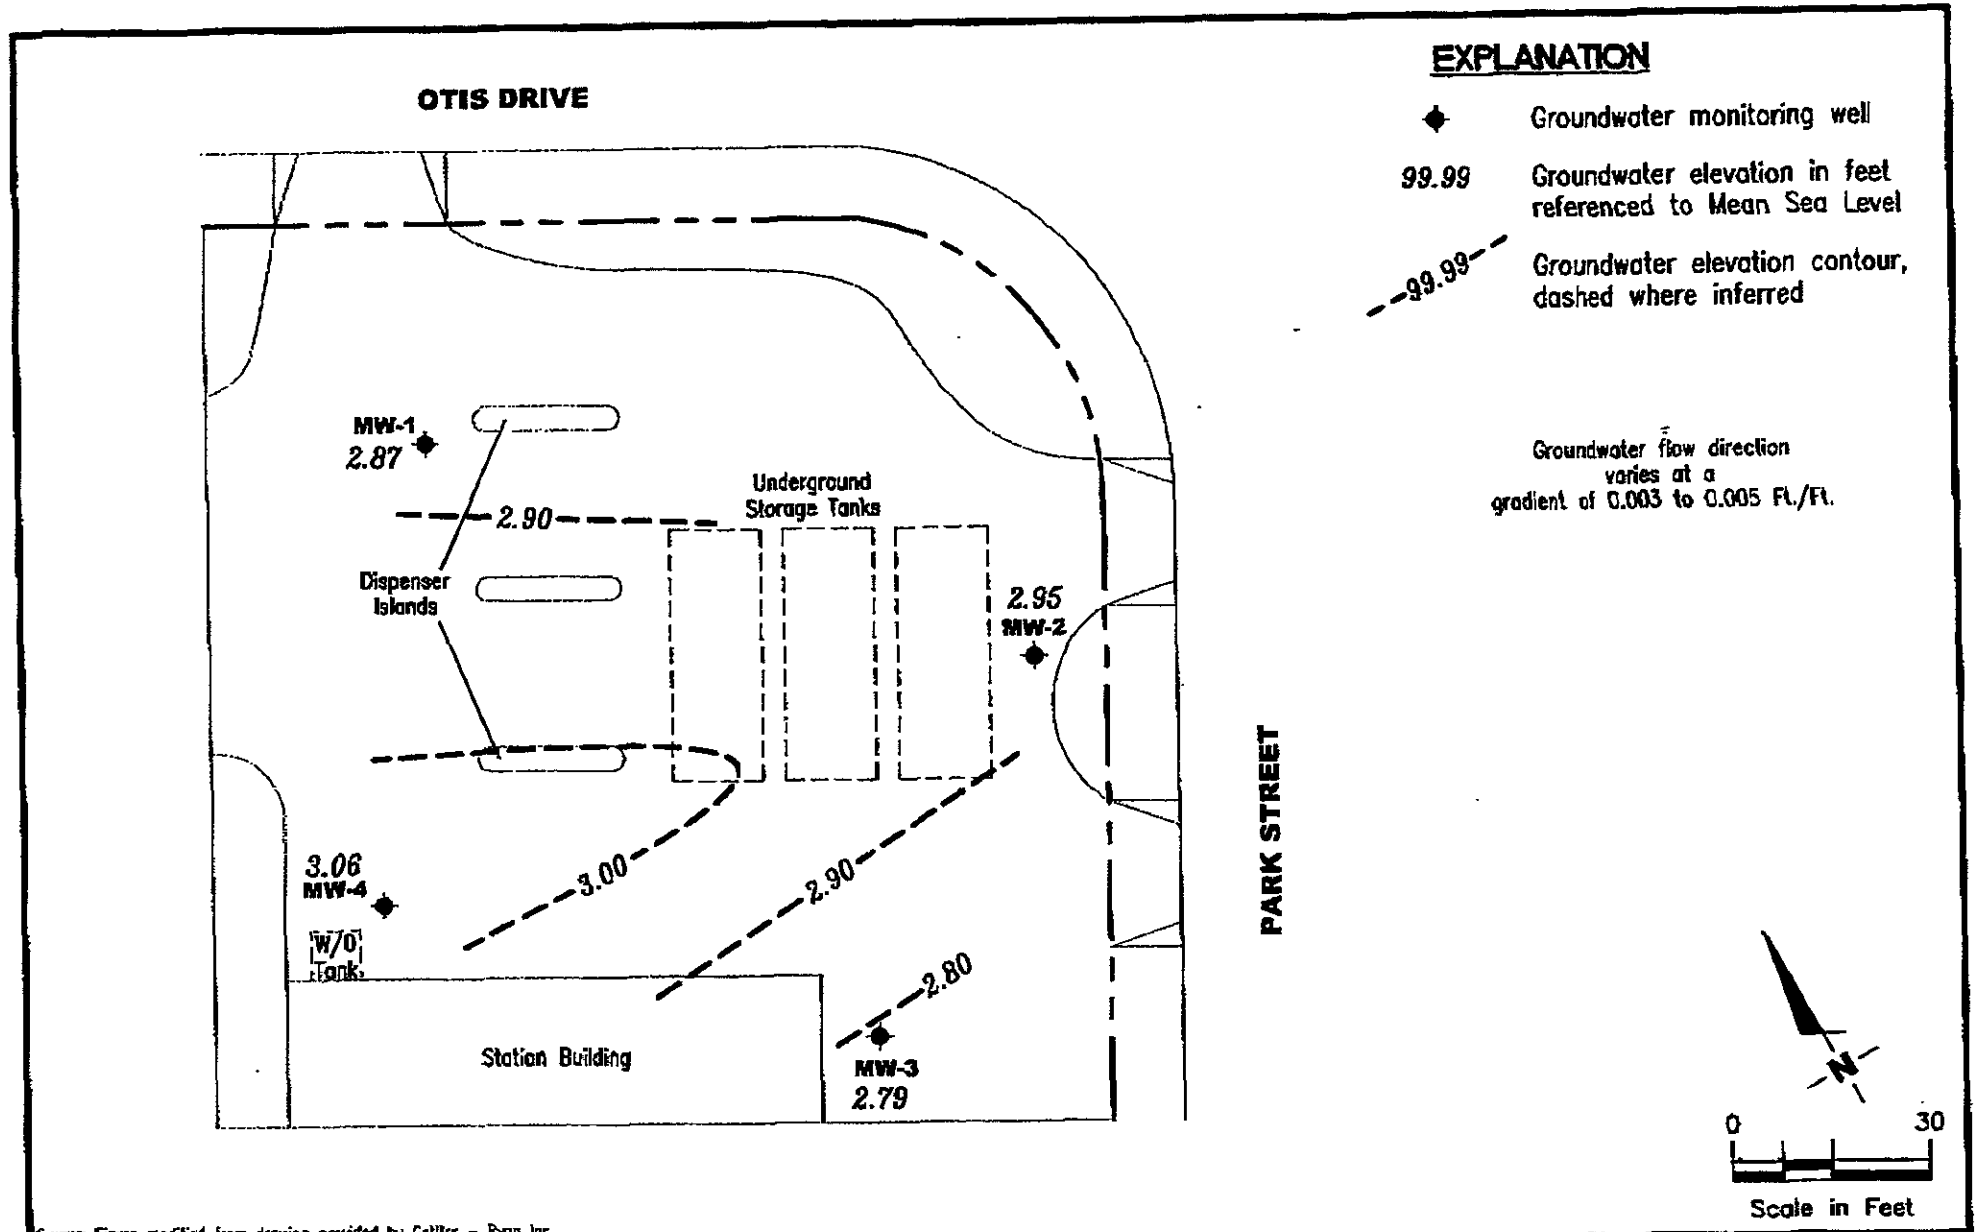 OTIS DRIVE
EXPLANATION
Groundwater monitoring well
99.99
Groundwater elevation in feet
referenced to Mean Sea Level
99.99
Groundwater elevation contour,
dashed where inferred
Groundwater flow direction
varies at a
gradient of 0.003 to 0.005 Ft./Ft.
MW-1
2.87
2.90
Underground
Storage Tanks
Dispenser
Islands
2.95
MW-2
PARK STREET
3.06
MW-4
W/O
Tank
3.00
2.90
2.80
Station Building
MW-3
2.79
N
0 30
Scale in Feet